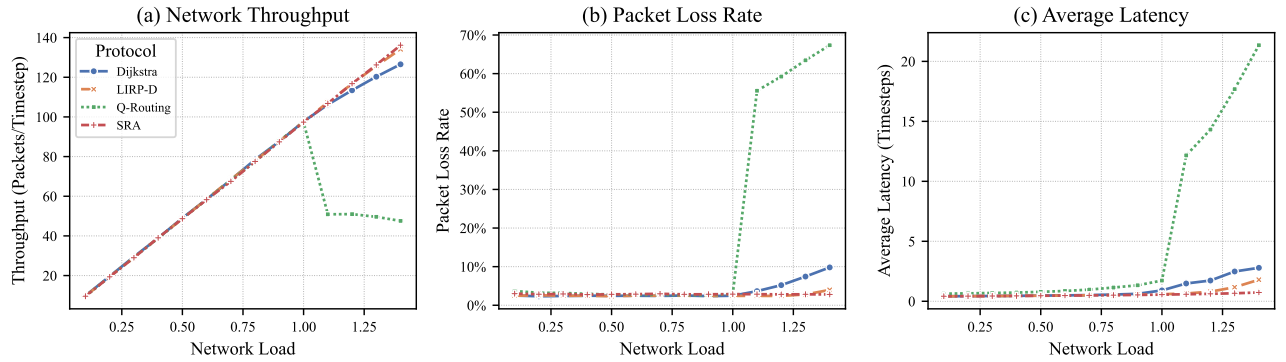 (a) Network Throughput
Throughput (Packets/Timestep)
140
120
100
80
60
40
20
Protocol
Dijkstra
LIRP-D
Q-Routing
SRA
0.25
0.50
0.75
1.00
1.25
Network Load
(b) Packet Loss Rate
Packet Loss Rate
70%
60%
50%
40%
30%
20%
10%
0%
0.25
0.50
0.75
1.00
1.25
Network Load
(c) Average Latency
Average Latency (Timesteps)
20
15
10
5
0
0.25
0.50
0.75
1.00
1.25
Network Load